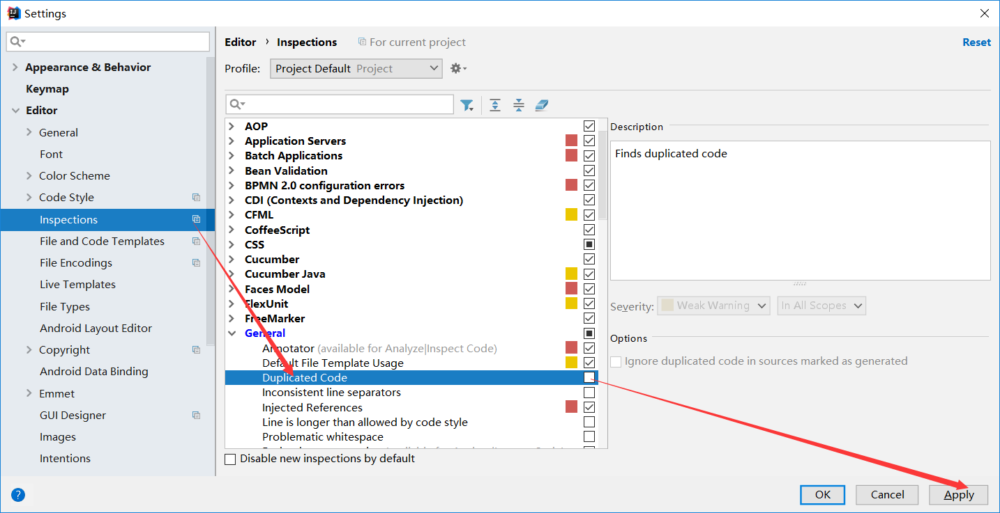 Settings
Appearance & Behavior
Keymap
Editor
General
Font
Color Scheme
Code Style
Inspections
File and Code Templates
File Encodings
Live Templates
File Types
Android Layout Editor
Copyright
Android Data Binding
Emmet
GUI Designer
Images
Intentions
Editor › Inspections For current project
Reset
Profile: Project Default Project
AOP
Application Servers
Batch Applications
Bean Validation
BPMN 2.0 configuration errors
CDI (Contexts and Dependency Injection)
CFML
CoffeeScript
CSS
Cucumber
Cucumber Java
Faces Model
FlexUnit
FreeMarker
General
Annotator (available for Analyze|Inspect Code)
Default File Template Usage
Duplicated Code
Inconsistent line separators
Injected References
Line is longer than allowed by code style
Problematic whitespace
Disable new inspections by default
Description
Finds duplicated code
Severity: Weak Warning In All Scopes
Options
Ignore duplicated code in sources marked as generated
?
OK Cancel Apply